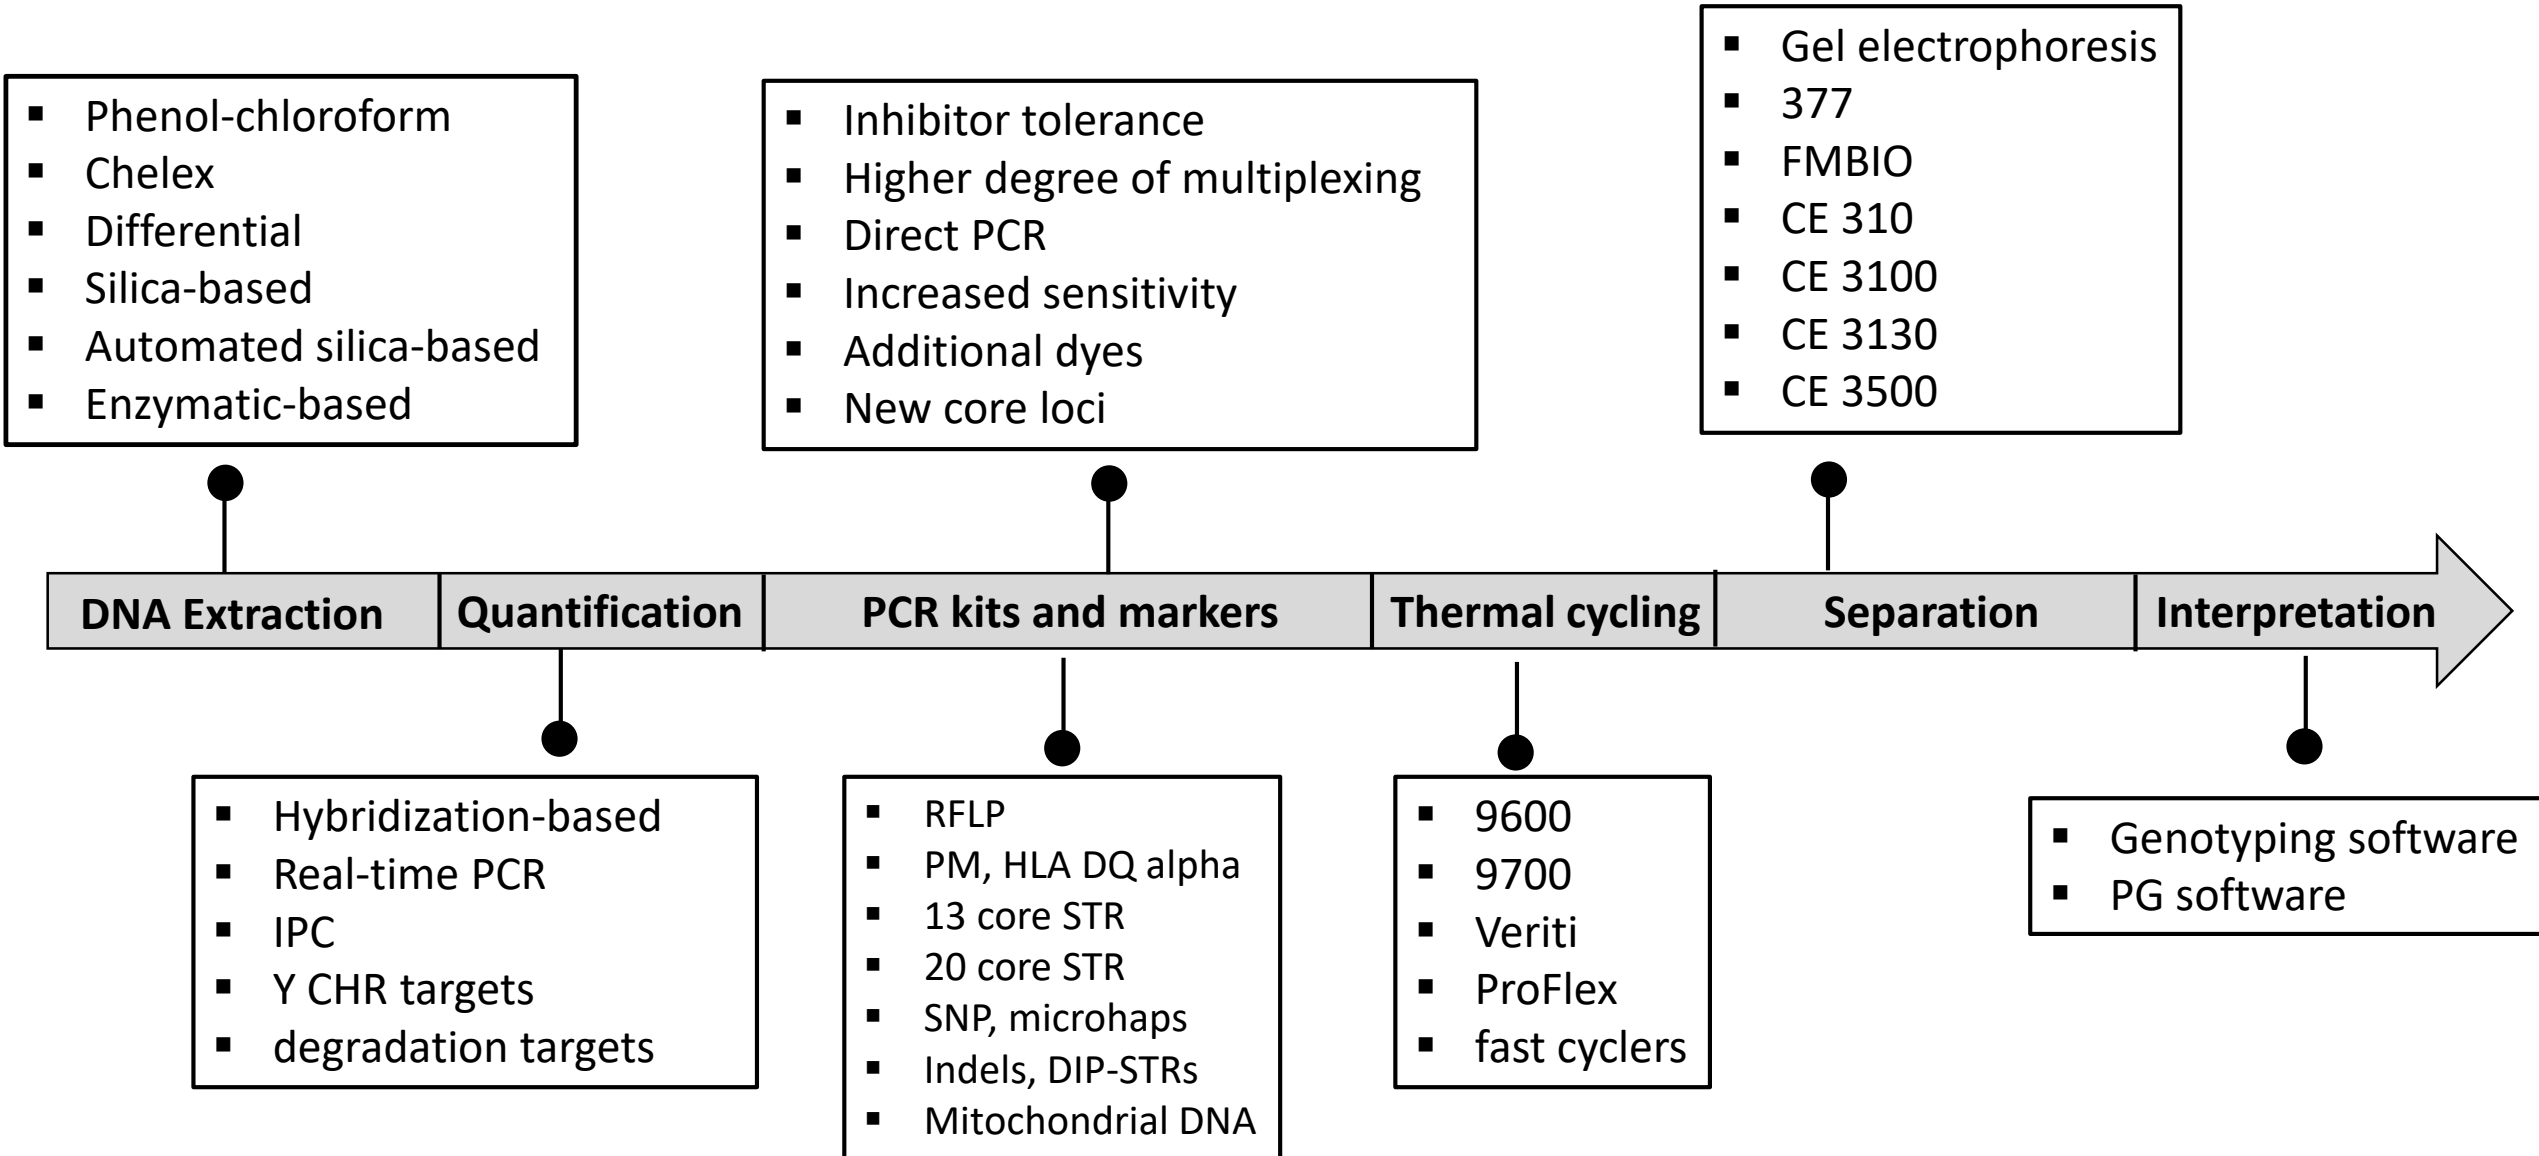 Phenol-chloroform
Chelex
Differential
Silica-based
Automated silica-based
Enzymatic-based
Inhibitor tolerance
Higher degree of multiplexing
Direct PCR
Increased sensitivity
Additional dyes
New core loci
Gel electrophoresis
377
FMBIO
CE 310
CE 3100
CE 3130
CE 3500
DNA Extraction
Quantification
PCR kits and markers
Thermal cycling
Separation
Interpretation
Hybridization-based
Real-time PCR
IPC
Y CHR targets
degradation targets
RFLP
PM, HLA DQ alpha
13 core STR
20 core STR
SNP, microhaps
Indels, DIP-STRs
Mitochondrial DNA
9600
9700
Veriti
ProFlex
fast cyclers
Genotyping software
PG software